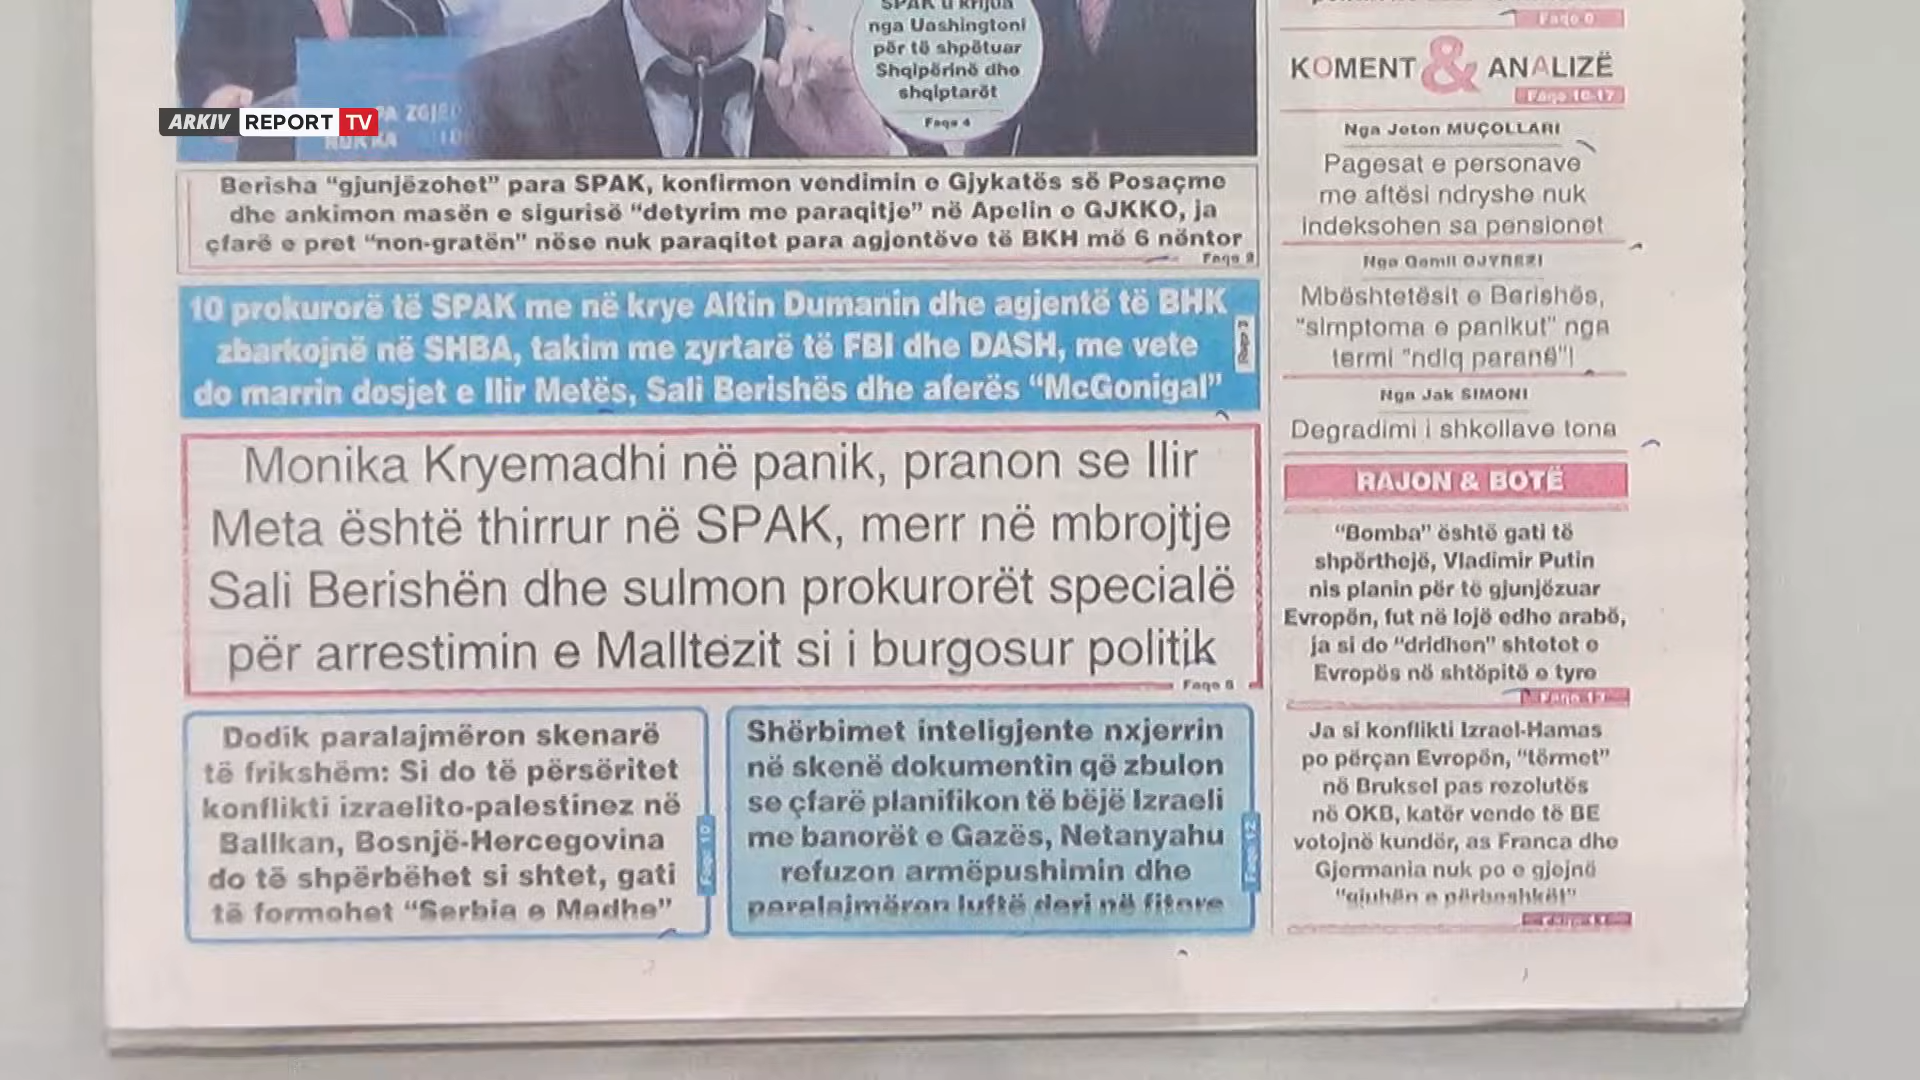 SPAK u krijua
nga Uashingtoni
për të shpëtuar
Shqipërinë dhe
shqiptarët
Faqe 4
ARKIV REPORT TV
Berisha “gjunjëzohet” para SPAK, konfirmon vendimin e Gjykatës së Posaçme
dhe ankimon masën e sigurisë “detyrim me paraqitje” në Apelin e GJKKO, ja
çfarë e pret “non-gratën” nëse nuk paraqitet para agjentëve të BKH më 6 nëntor
10 prokurorë të SPAK me në krye Altin Dumanin dhe agjentë të BHK
zbarkojnë në SHBA, takim me zyrtarë të FBI dhe DASH, me vete
do marrin dosjet e Ilir Metës, Sali Berishës dhe aferës “McGonigal”
Monika Kryemadhi në panik, pranon se Ilir
Meta është thirrur në SPAK, merr në mbrojtje
Sali Berishën dhe sulmon prokurorët specialë
për arrestimin e Malltezit si i burgosur politik
Dodik paralajmëron skenarë
të frikshëm: Si do të përsëritet
konflikti izraelito-palestinez në
Ballkan, Bosnjë-Hercegovina
do të shpërbëhet si shtet, gati
të formohet “Serbia e Madhe”
Faqe 10
Shërbimet inteligjente nxjerrin
në skenë dokumentin që zbulon
se çfarë planifikon të bëjë Izraeli
me banorët e Gazës, Netanyahu
refuzon armëpushimin dhe
paralajmëron luftë deri në fitore
Faqe 12
KOMENT & ANALIZË
Faqe 10-17
Nga Jeton MUÇOLLARI
Pagesat e personave
me aftësi ndryshe nuk
indeksohen sa pensionet
Mbështetësit e Berishës,
“simptoma e panikut” nga
termi “ndiq paranë”!
Nga Jak SIMONI
Degradimi i shkollave tona
RAJON & BOTË
“Bomba” është gati të
shpërthejë, Vladimir Putin
nis planin për të gjunjëzuar
Evropën, fut në lojë edhe arabë,
ja si do “dridhen” shtetet e
Evropës në shtëpitë e tyre
Ja si konflikti Izrael-Hamas
po përçan Evropën, “tërmet”
në Bruksel pas rezolutës
në OKB, katër vende të BE
votojnë kundër, as Franca dhe
Gjermania nuk po e gjejnë
“gjuhën e përbashkët”